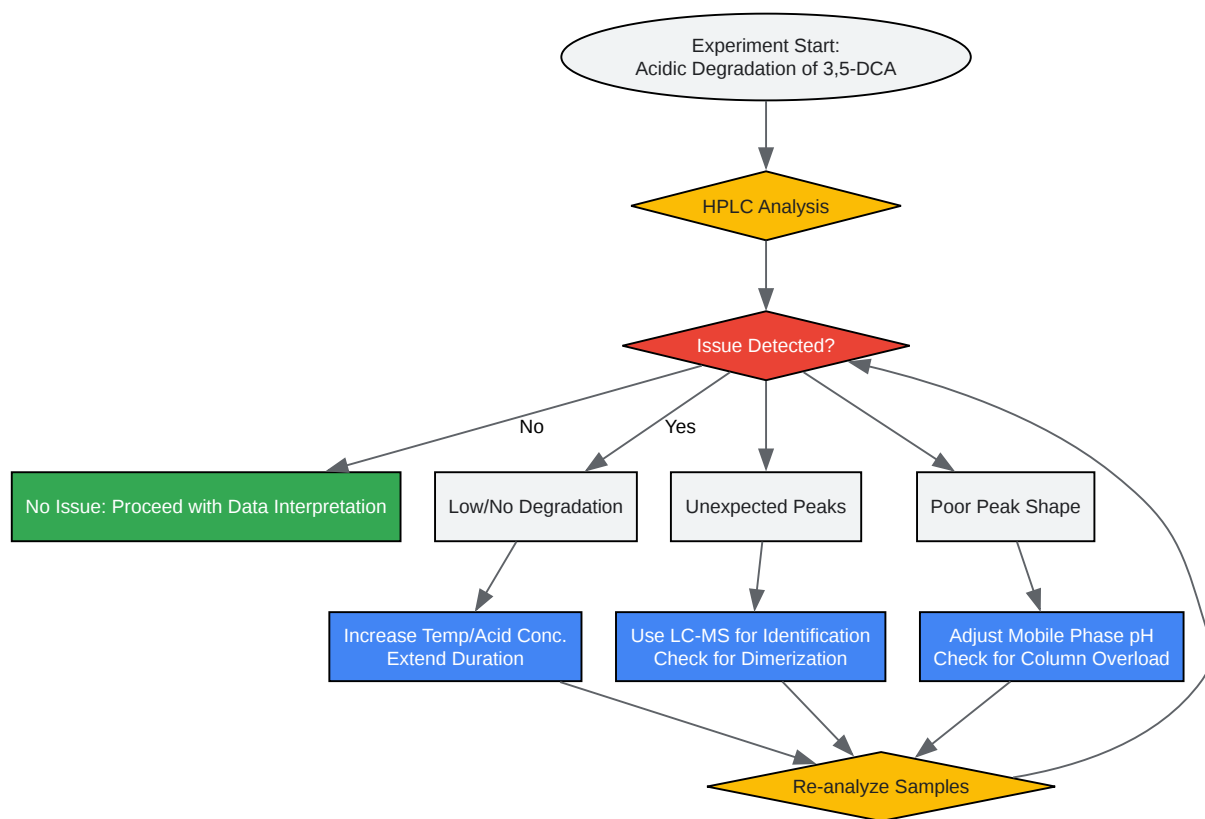 Experiment Start:
Acidic Degradation of 3,5-DCA
HPLC Analysis
Issue Detected?
No
Yes
No Issue: Proceed with Data Interpretation
Low/No Degradation
Unexpected Peaks
Poor Peak Shape
Increase Temp/Acid Conc.
Extend Duration
Use LC-MS for Identification
Check for Dimerization
Adjust Mobile Phase pH
Check for Column Overload
Re-analyze Samples